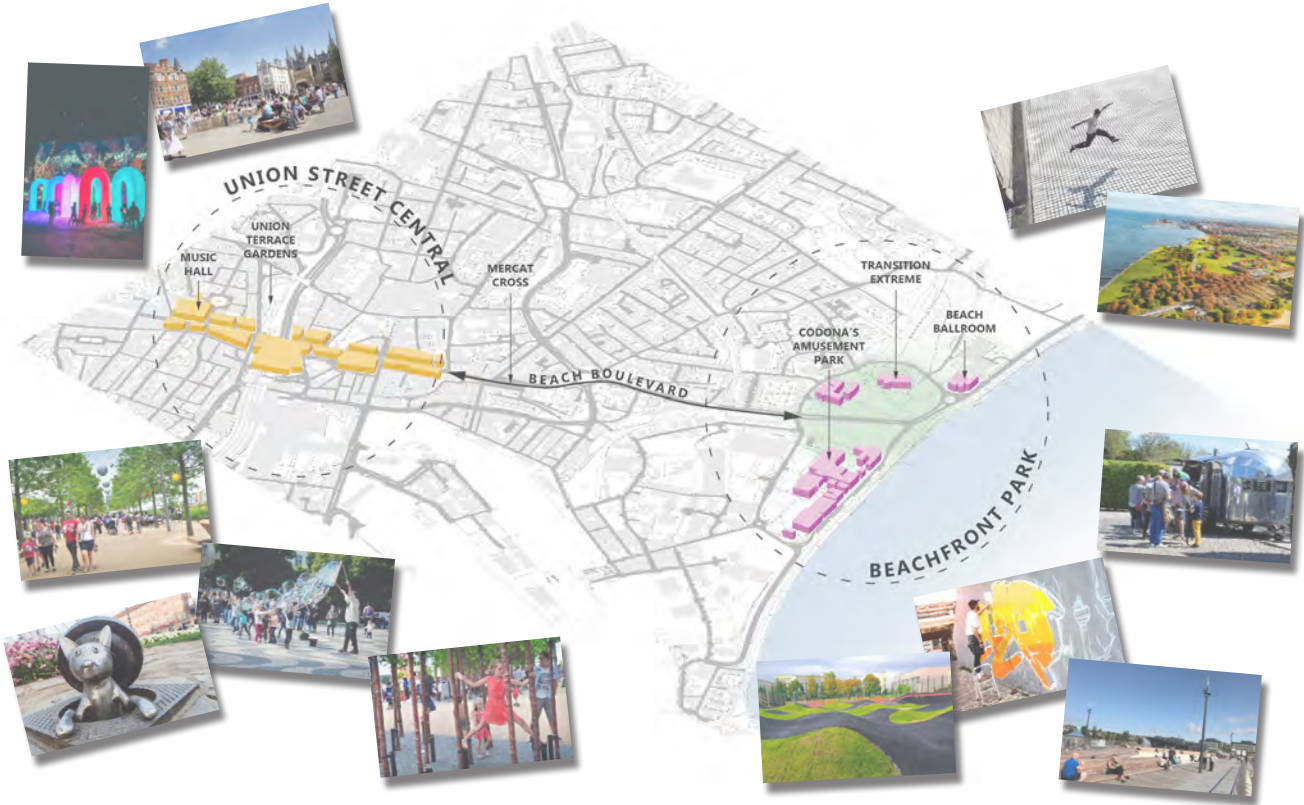 UNION STREET CENTRAL
UNION
TERRACE
GARDENS
MUSIC
HALL
MERCAT
CROSS
TRANSITION
EXTREME
BEACH
BALLROOM
CODONA'S
AMUSEMENT
PARK
BEACH BOULEVARD
BEACHFRONT PARK